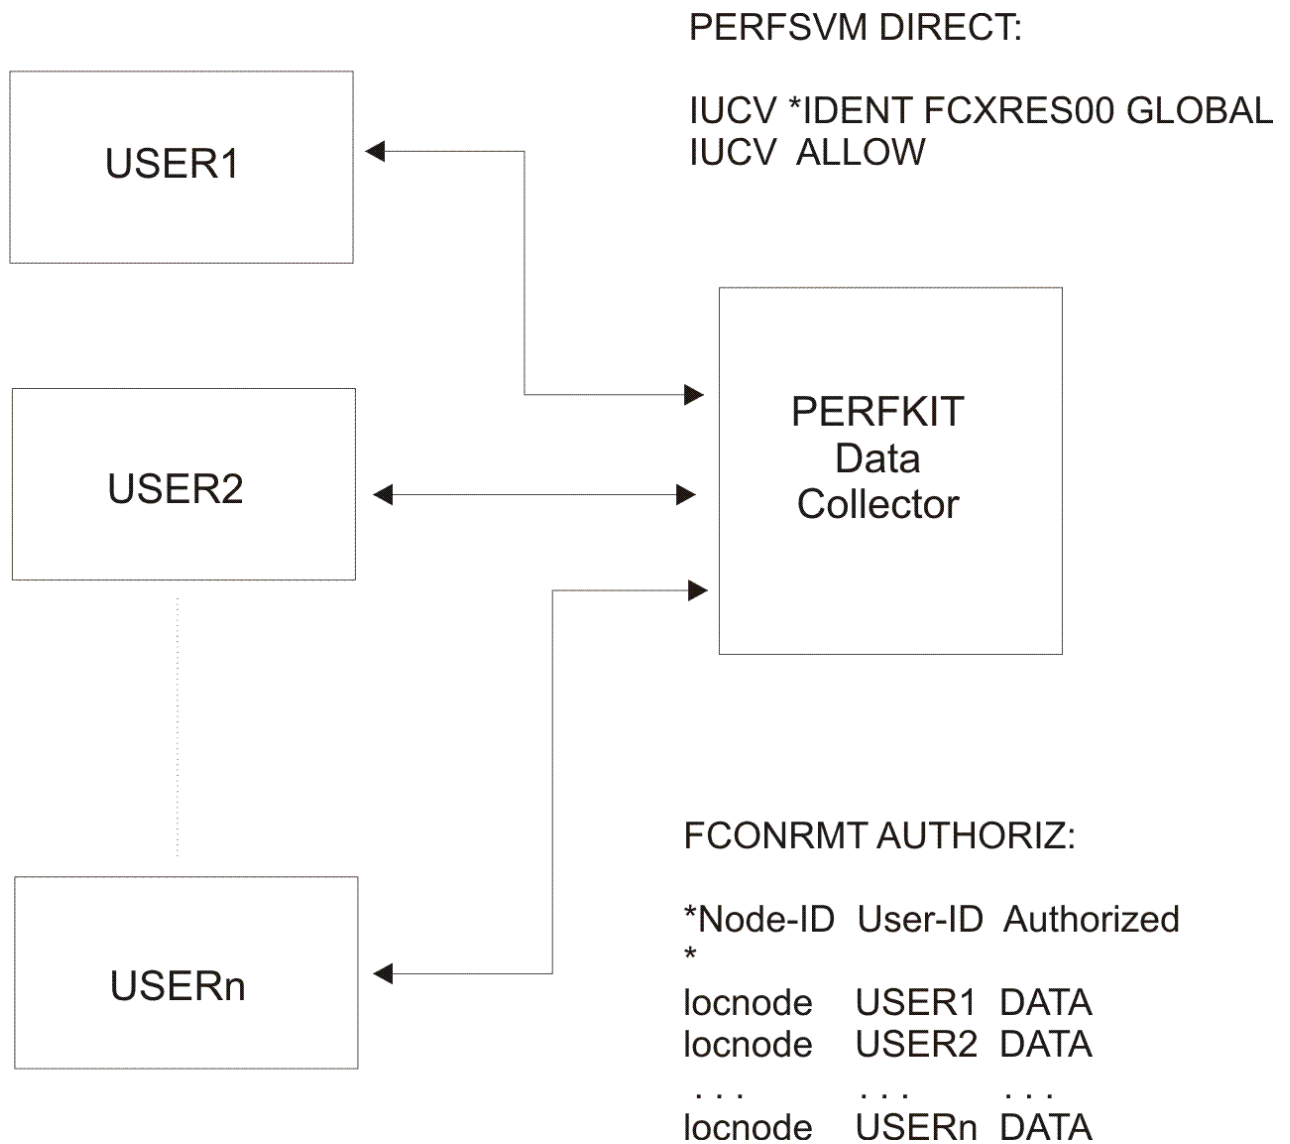 PERFSVM DIRECT:
IUCV *IDENT FCXRES00 GLOBAL
IUCV ALLOW
USER1
USER2
USERn
PERFKIT
Data
Collector
FCONRMT AUTHORIZ:
*Node-ID User-ID Authorized
*
locnode USER1 DATA
locnode USER2 DATA
. . . . . . . . .
locnode USERn DATA